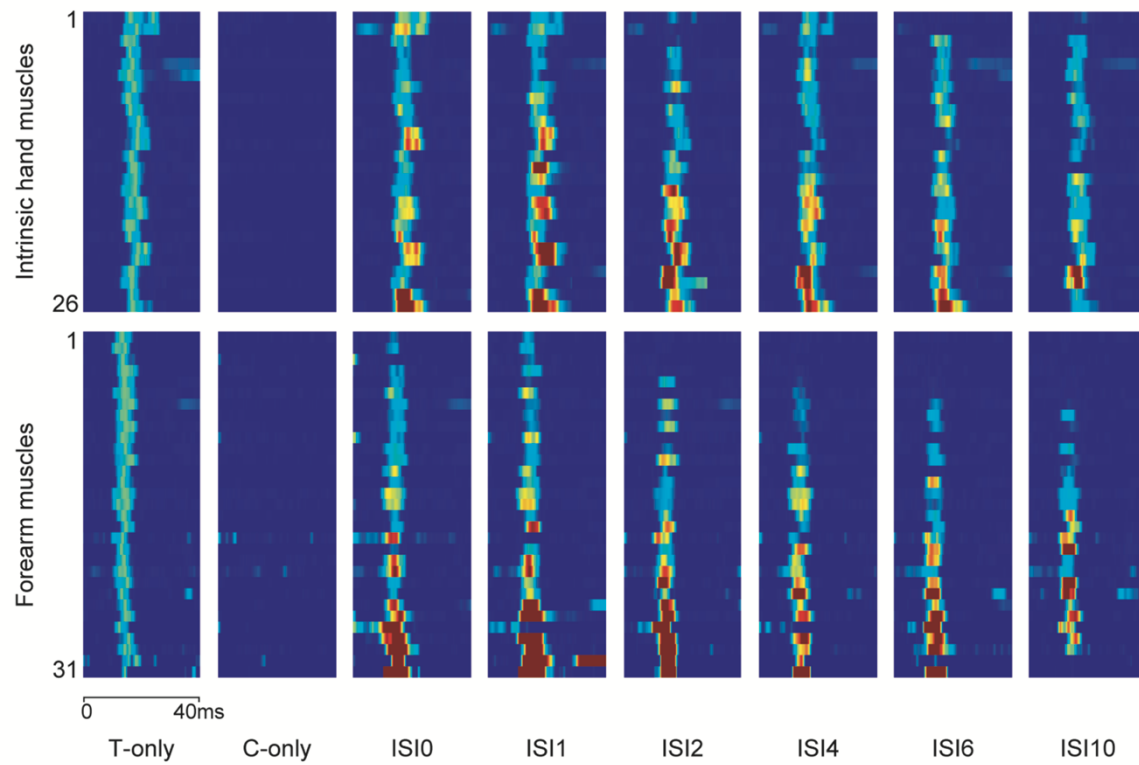 1
Intrinsic hand muscles
26
1
Forearm muscles
31
0 40ms
T-only C-only ISI0 ISI1 ISI2 ISI4 ISI6 ISI10